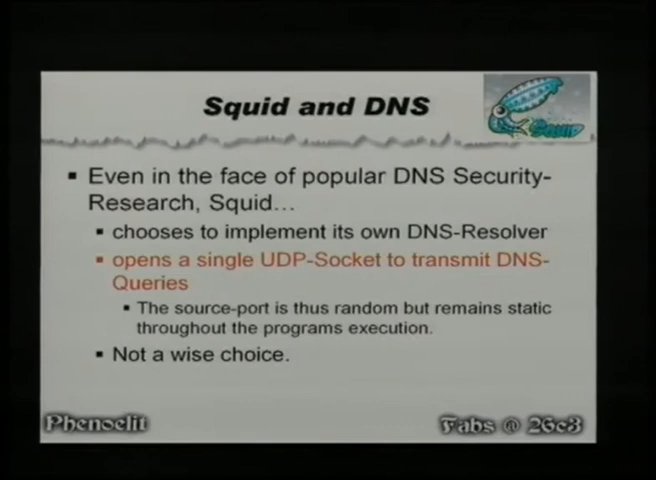 Squid and DNS
SQUID
Even in the face of popular DNS Security-
Research, Squid...
chooses to implement its own DNS-Resolver
opens a single UDP-Socket to transmit DNS-
Queries
The source-port is thus random but remains static
throughout the programs execution.
Not a wise choice.
Phenoelit
Fabs @ 26c3